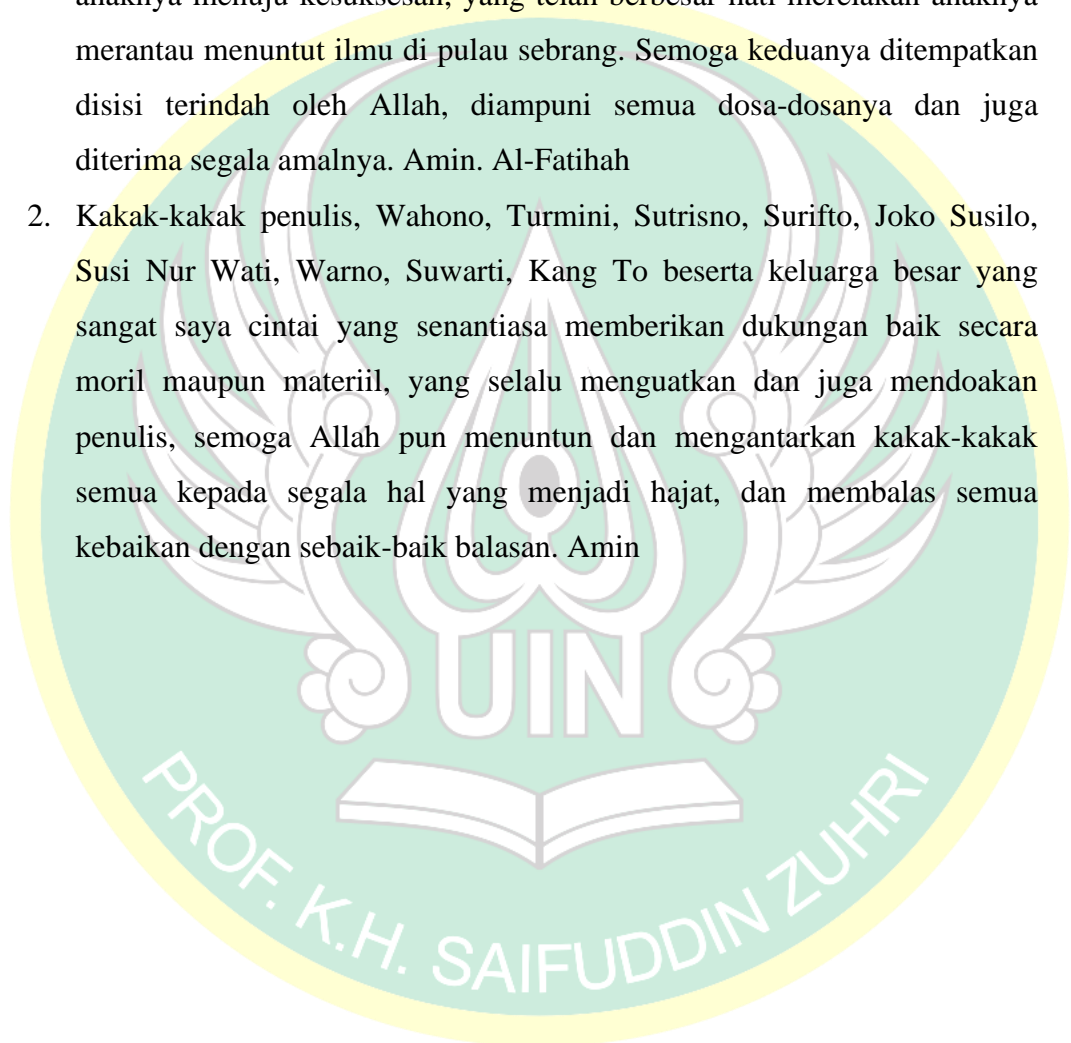 anaknya menuju kesuksesan, yang telah berbesar hati merelakan anaknya
merantau menuntut ilmu di pulau sebrang. Semoga keduanya ditempatkan
disisi terindah oleh Allah, diampuni semua dosa-dosanya dan juga
diterima segala amalnya. Amin. Al-Fatihah
2. Kakak-kakak penulis, Wahono, Turmini, Sutrisno, Surifto, Joko Susilo,
Susi Nur Wati, Warno, Suwarti, Kang To beserta keluarga besar yang
sangat saya cintai yang senantiasa memberikan dukungan baik secara
moril maupun materiil, yang selalu menguatkan dan juga mendoakan
penulis, semoga Allah pun menuntun dan mengantarkan kakak-kakak
semua kepada segala hal yang menjadi hajat, dan membalas semua
kebaikan dengan sebaik-baik balasan. Amin
UIN
PROF. K.H. SAIFUDDIN ZUHRI